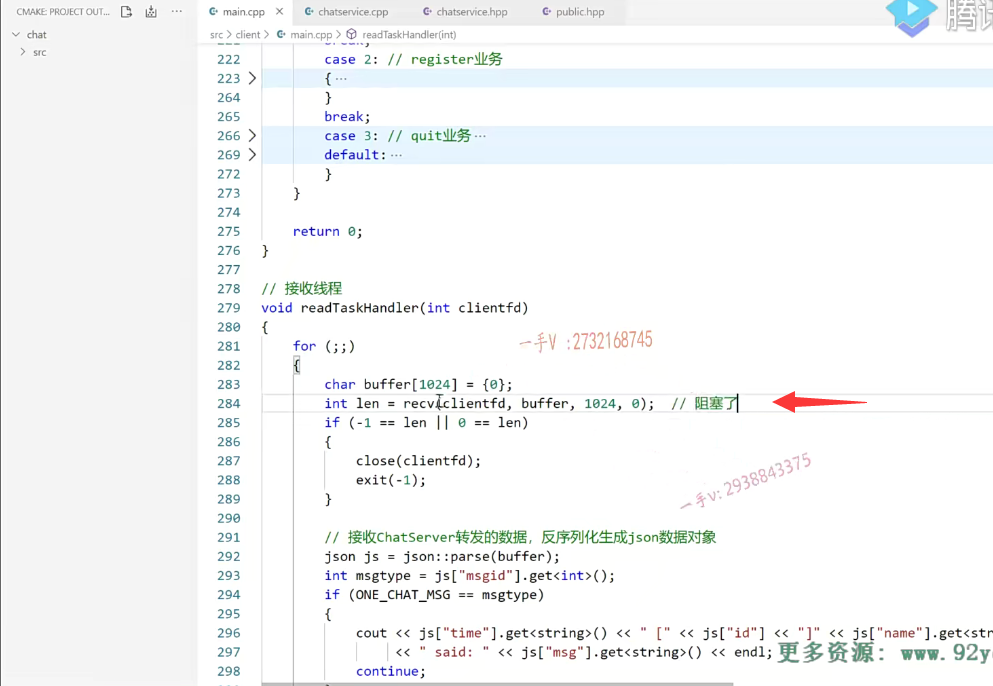 CMAKE: PROJECT OUT... ···
main.cpp × chatservice.cpp chatservice.hpp public.hpp
腾
chat
src
src > client > main.cpp > readTaskHandler(int)
222 case 2: // register业务
223 { ···
264 }
265 break;
266 case 3: // quit业务 ···
269 default: ···
272 }
273 }
274
275 return 0;
276 }
277
278 // 接收线程
279 void readTaskHandler(int clientfd)
280 {
281 for (;;)
一手V :2732168745
282 {
283 char buffer[1024] = {0};
284 int len = recv(clientfd, buffer, 1024, 0); // 阻塞了
285 if (-1 == len || 0 == len)
286 {
287 close(clientfd);
288 exit(-1);
一手v: 2938843375
289 }
290
291 // 接收ChatServer转发的数据，反序列化生成json数据对象
292 json js = json::parse(buffer);
293 int msgtype = js["msgid"].get<int>();
294 if (ONE_CHAT_MSG == msgtype)
295 {
296 cout << js["time"].get<string>() << " [" << js["id"] << "]" << js["name"].get<str
297 << " said: " << js["msg"].get<string>() << endl;
更多资源: www.92y
298 continue;